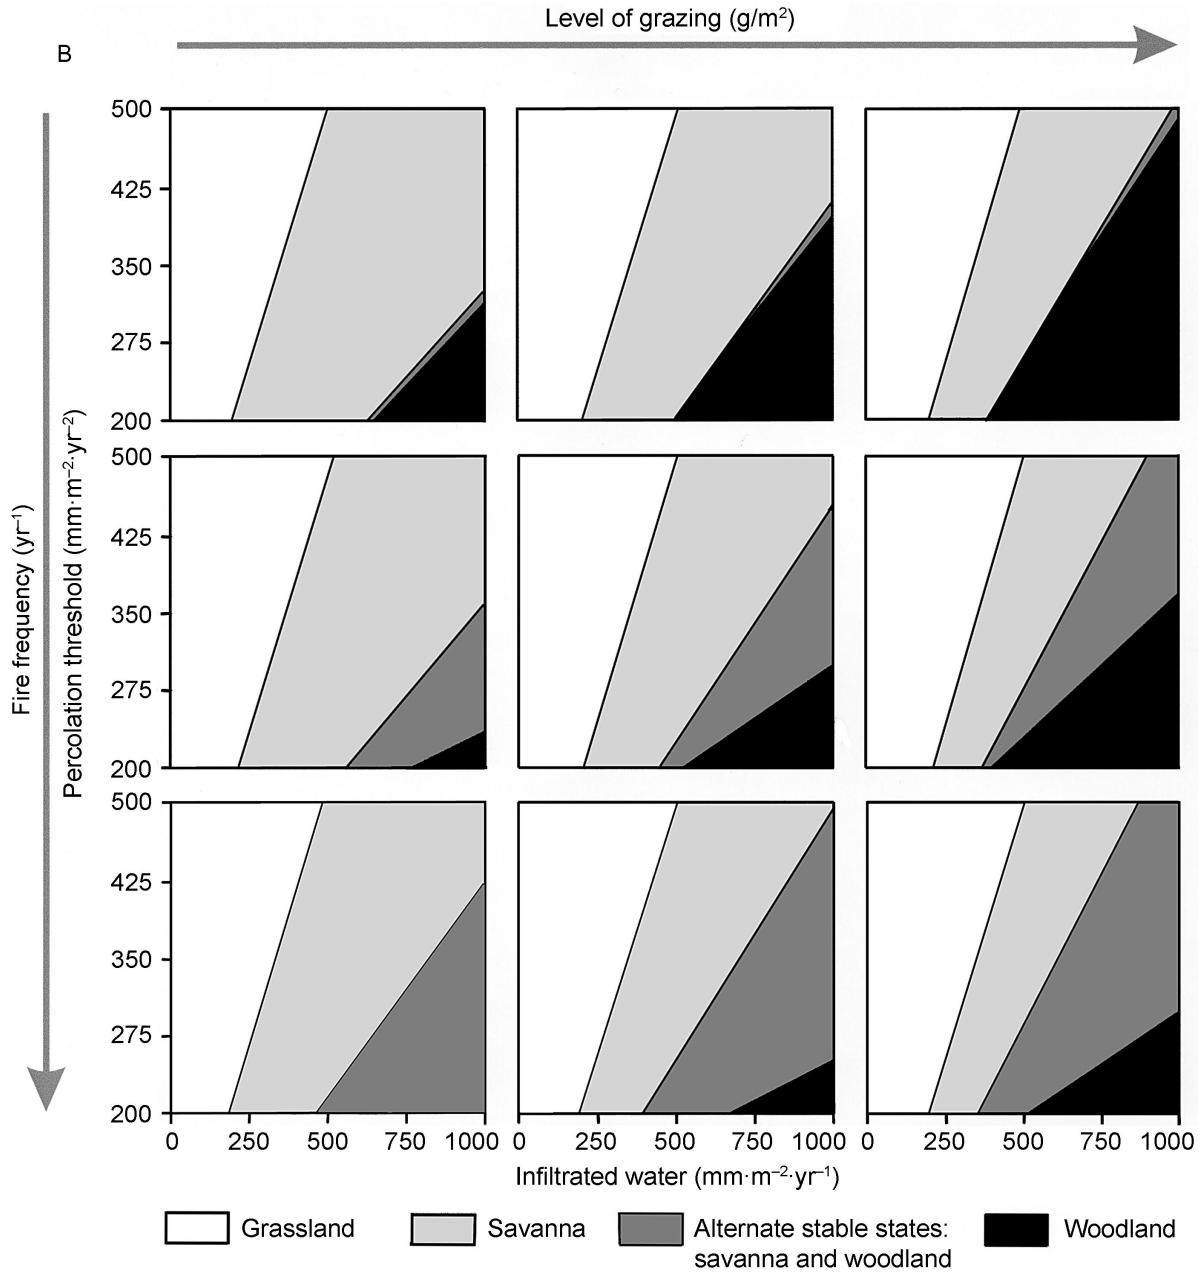 Level of grazing (g/m²)
B
500
425
350
275
200
500
425
350
275
200
500
425
350
275
200
Fire frequency (yr⁻¹)
Percolation threshold (mm·m⁻²·yr⁻²)
0 250 500 750 1000 0 250 500 750 1000 0 250 500 750 1000
Infiltrated water (mm·m⁻²·yr⁻¹)
Grassland Savanna Alternate stable states: Woodland
savanna and woodland